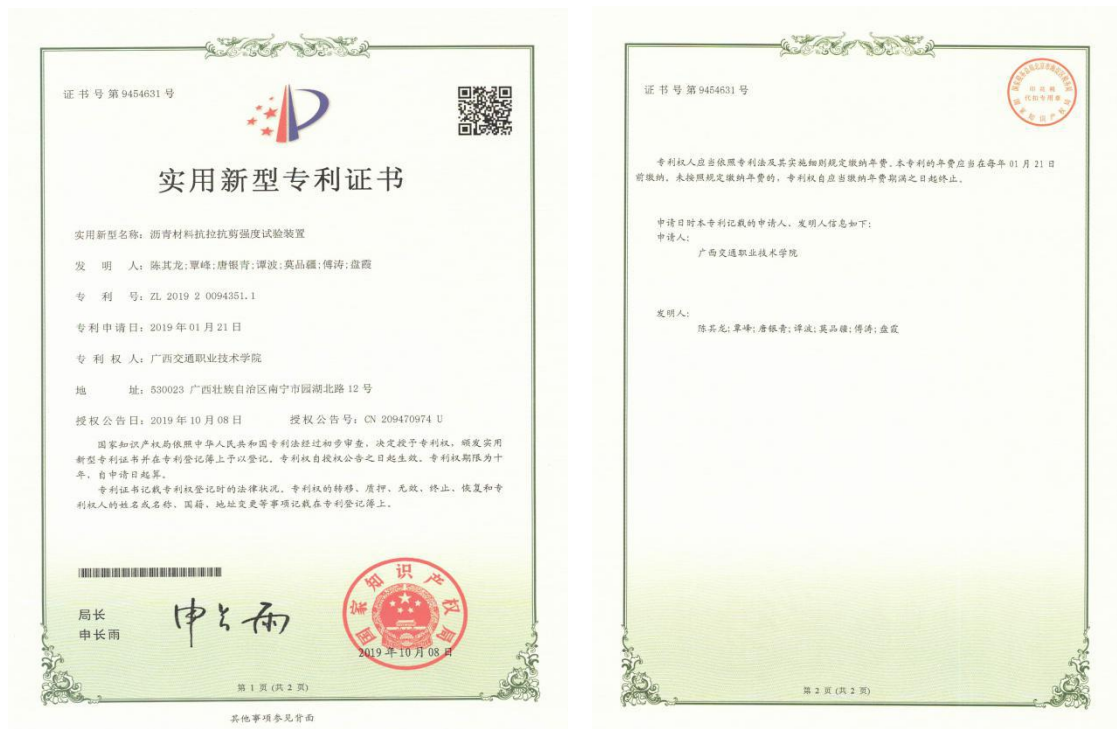 证书号第9454631号
实用新型专利证书
实用新型名称：沥青材料抗拉抗剪强度试验装置
发 明 人：陈其龙;覃峰;唐银青;谭波;莫品疆;傅涛;盘霞
专 利 号：ZL 2019 2 0094351.1
专利申请日：2019年01月21日
专 利 权 人：广西交通职业技术学院
地 址：530023 广西壮族自治区南宁市园湖北路12号
授权公告日：2019年10月08日 授权公告号：CN 209470974 U
国家知识产权局依照中华人民共和国专利法经过初步审查，决定授予专利权，颁发实用
新型专利证书并在专利登记簿上予以登记。专利权自授权公告之日起生效。专利权期限为十
年，自申请日起算。
专利证书记载专利权登记时的法律状况。专利权的转移、质押、无效、终止、恢复和专
利权人的姓名或名称、国籍、地址变更等事项记载在专利登记簿上。
局长
申长雨
申长雨
国家知识产权局
2019年10月08日
第 1 页 (共 2 页)
其他事项参见背面
证书号第9454631号
印花税
代扣专用章
专利权人应当依照专利法及其实施细则规定缴纳年费。本专利的年费应当在每年01月21日
前缴纳。未按照规定缴纳年费的，专利权自应当缴纳年费期满之日起终止。
申请日时本专利记载的申请人、发明人信息如下：
申请人：
广西交通职业技术学院
发明人：
陈其龙;覃峰;唐银青;谭波;莫品疆;傅涛;盘霞
第 2 页 (共 2 页)